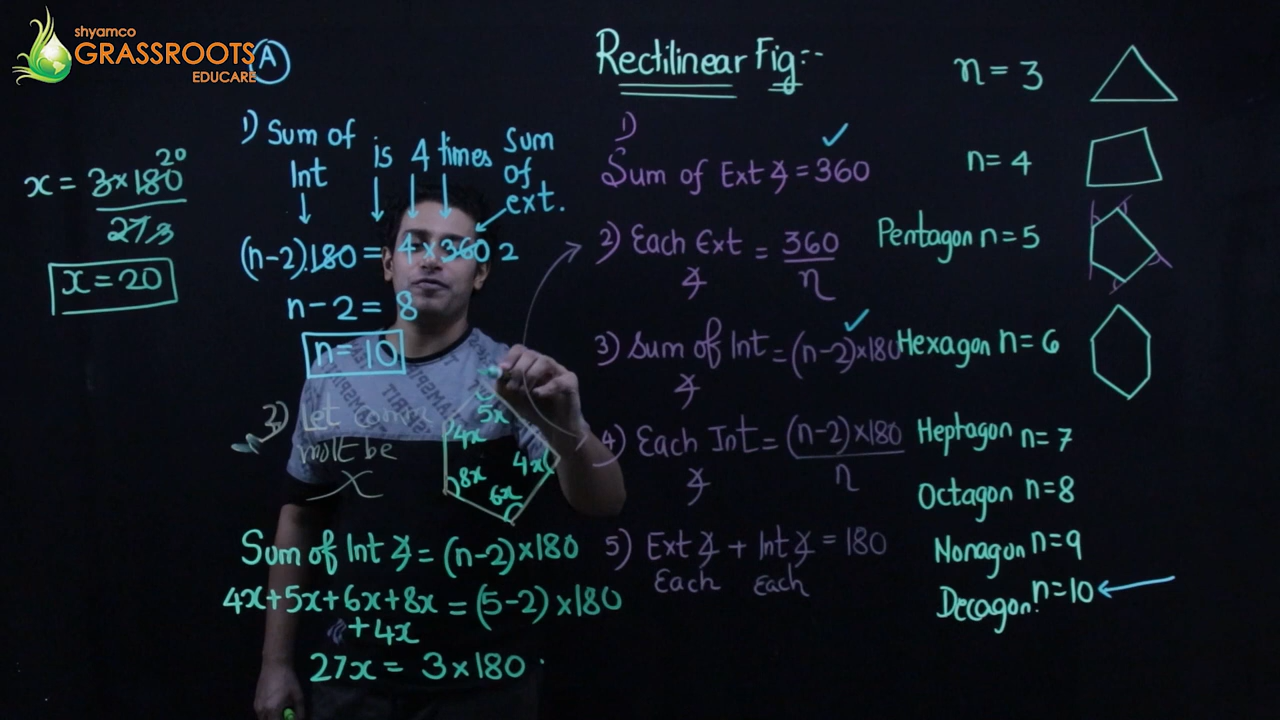 shyamco
GRASSROOTS
EDUCARE
A
1) Sum of Int is 4 times Sum of ext.
(n-2).180 = 4 × 360 2
n - 2 = 8
n = 10
2) Let comm
mult be
x
5x
4x
4x
8x
6x
Sum of Int ∡ = (n-2)×180
4x+5x+6x+8x = (5-2)×180
+4x
27x = 3×180
x = 3×180 20
27 3
x = 20
Rectilinear Fig:-
1)
Sum of Ext ∡ = 360
2) Each Ext ∡ = 360
n
3) Sum of Int ∡ = (n-2)×180
4) Each Int ∡ = (n-2)×180
n
5) Ext ∡ + Int ∡ = 180
Each Each
n = 3
n = 4
Pentagon n = 5
Hexagon n = 6
Heptagon n = 7
Octagon n = 8
Nonagon n = 9
Decagon: n = 10